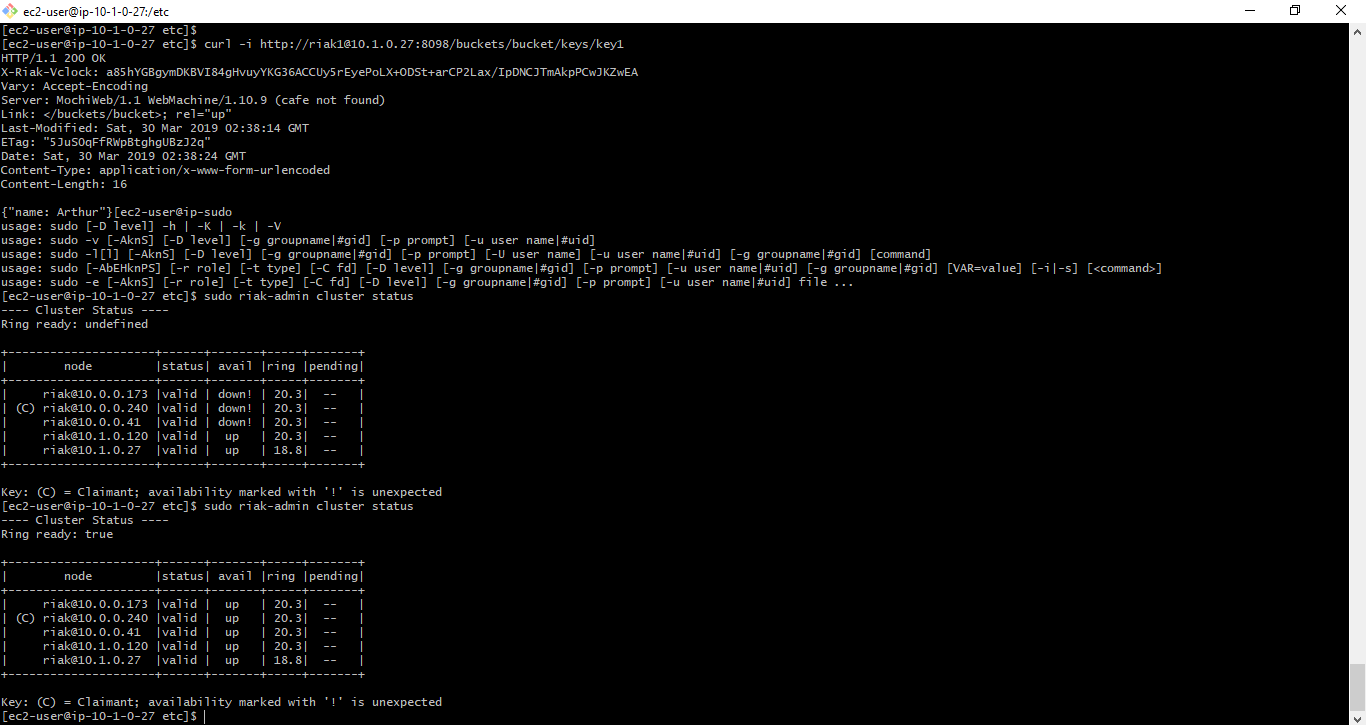 ec2-user@ip-10-1-0-27:/etc
[ec2-user@ip-10-1-0-27 etc]$
[ec2-user@ip-10-1-0-27 etc]$ curl -i http://riak1@10.1.0.27:8098/buckets/bucket/keys/key1
HTTP/1.1 200 OK
X-Riak-Vclock: a85hYGBgymDKBVI84gHvuyYKG36ACCUy5rEyePoLX+ODSt+arCP2Lax/IpDNCJTmAkpPCwJKZwEA
Vary: Accept-Encoding
Server: MochiWeb/1.1 WebMachine/1.10.9 (cafe not found)
Link: </buckets/bucket>; rel="up"
Last-Modified: Sat, 30 Mar 2019 02:38:14 GMT
ETag: "5JuSOqFfRWpBtghgUBzJ2q"
Date: Sat, 30 Mar 2019 02:38:24 GMT
Content-Type: application/x-www-form-urlencoded
Content-Length: 16
{"name: Arthur"}[ec2-user@ip-sudo
usage: sudo [-D level] -h | -K | -k | -V
usage: sudo -v [-AknS] [-D level] [-g groupname|#gid] [-p prompt] [-u user name|#uid]
usage: sudo -l[l] [-AknS] [-D level] [-g groupname|#gid] [-p prompt] [-U user name] [-u user name|#uid] [-g groupname|#gid] [command]
usage: sudo [-AbEHknPS] [-r role] [-t type] [-C fd] [-D level] [-g groupname|#gid] [-p prompt] [-u user name|#uid] [-g groupname|#gid] [VAR=value] [-i|-s] [<command>]
usage: sudo -e [-AknS] [-r role] [-t type] [-C fd] [-D level] [-g groupname|#gid] [-p prompt] [-u user name|#uid] file ...
[ec2-user@ip-10-1-0-27 etc]$ sudo riak-admin cluster status
---- Cluster Status ----
Ring ready: undefined
+---------------------+------+-------+-----+-------+
|        node         |status| avail |ring |pending|
+---------------------+------+-------+-----+-------+
|     riak@10.0.0.173 |valid | down! | 20.3|  --   |
| (C) riak@10.0.0.240 |valid | down! | 20.3|  --   |
|     riak@10.0.0.41  |valid | down! | 20.3|  --   |
|     riak@10.1.0.120 |valid |  up   | 20.3|  --   |
|     riak@10.1.0.27  |valid |  up   | 18.8|  --   |
+---------------------+------+-------+-----+-------+
Key: (C) = Claimant; availability marked with '!' is unexpected
[ec2-user@ip-10-1-0-27 etc]$ sudo riak-admin cluster status
---- Cluster Status ----
Ring ready: true
+---------------------+------+-------+-----+-------+
|        node         |status| avail |ring |pending|
+---------------------+------+-------+-----+-------+
|     riak@10.0.0.173 |valid |  up   | 20.3|  --   |
| (C) riak@10.0.0.240 |valid |  up   | 20.3|  --   |
|     riak@10.0.0.41  |valid |  up   | 20.3|  --   |
|     riak@10.1.0.120 |valid |  up   | 20.3|  --   |
|     riak@10.1.0.27  |valid |  up   | 18.8|  --   |
+---------------------+------+-------+-----+-------+
Key: (C) = Claimant; availability marked with '!' is unexpected
[ec2-user@ip-10-1-0-27 etc]$